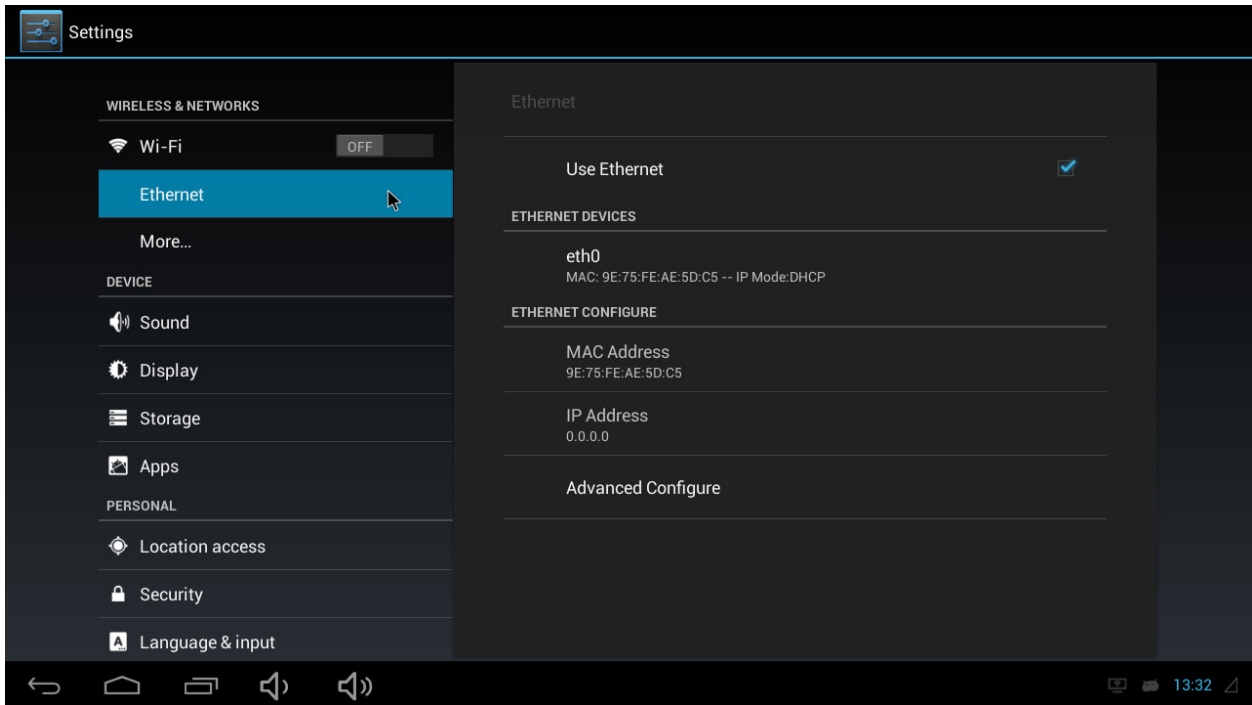 Settings
WIRELESS & NETWORKS
Wi-Fi
OFF
Ethernet
More...
DEVICE
Sound
Display
Storage
Apps
PERSONAL
Location access
Security
A
Language & input
Ethernet
Use Ethernet
ETHERNET DEVICES
eth0
MAC: 9E:75:FE:AE:5D:C5 -- IP Mode:DHCP
ETHERNET CONFIGURE
MAC Address
9E:75:FE:AE:5D:C5
IP Address
0.0.0.0
Advanced Configure
13:32